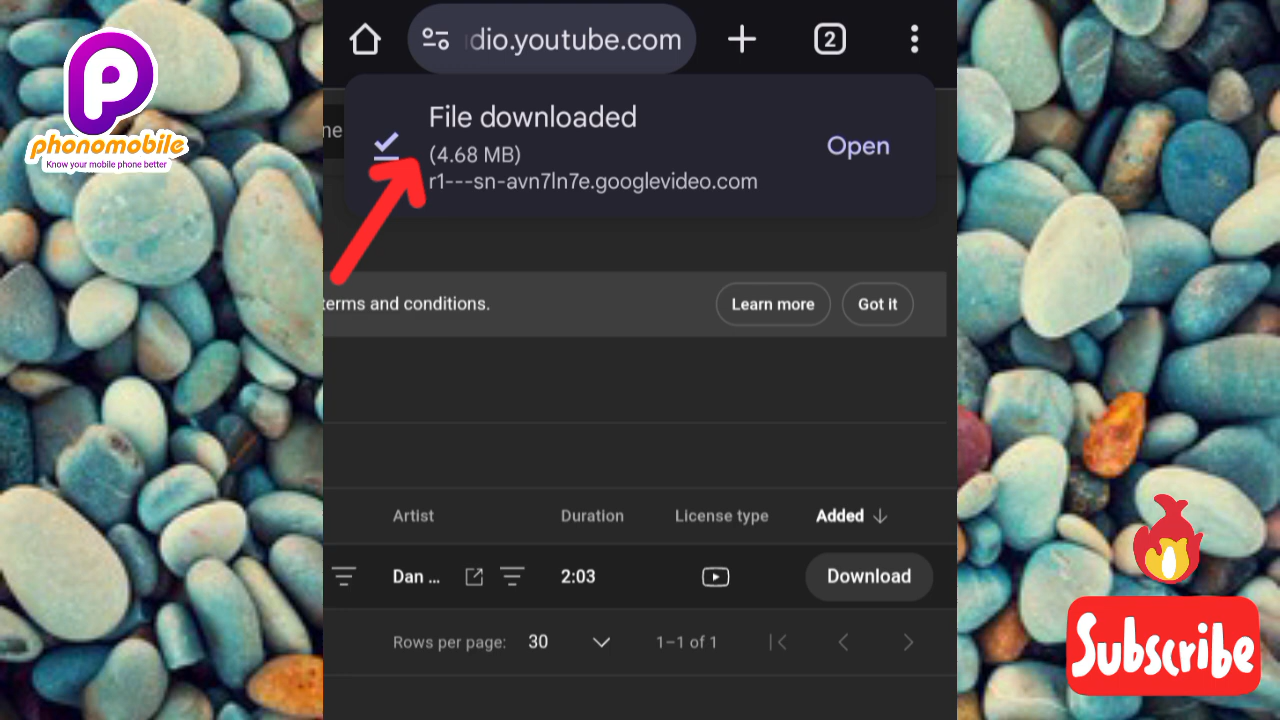 P
phonomobile
Know your mobile phone better
dio.youtube.com
2
ne
File downloaded
(4.68 MB)
r1---sn-avn7ln7e.googlevideo.com
Open
terms and conditions.
Learn more
Got it
Artist Duration License type Added
Dan ... 2:03 Download
Rows per page: 30 1–1 of 1
Subscribe